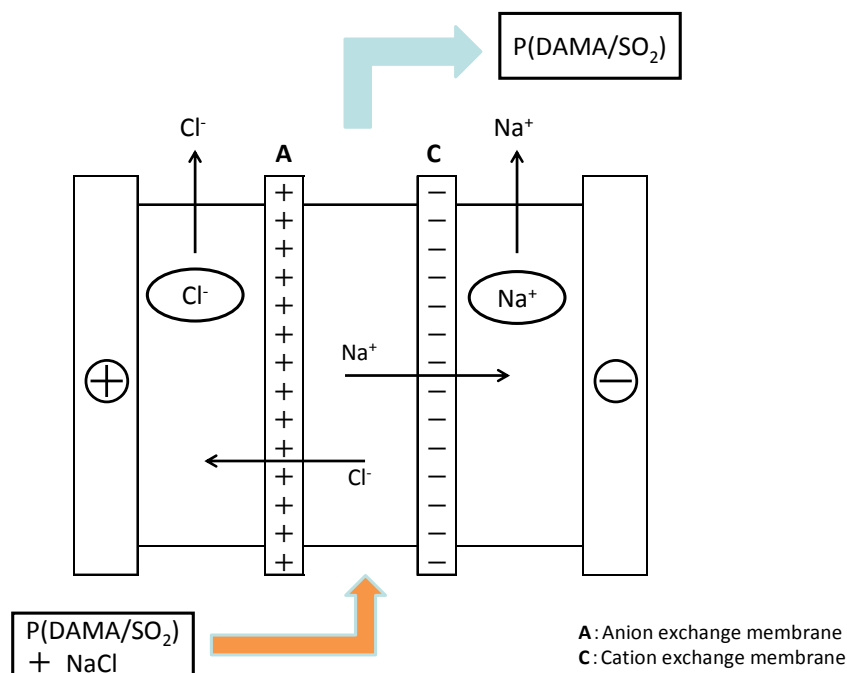 P(DAMA/SO₂)
Cl⁻
Na⁺
A
C
+
+
+
+
+
+
+
+
+
+
+
+
+
+
−
−
−
−
−
−
−
−
−
−
−
−
−
−
Cl⁻
Na⁺
Na⁺
+
−
Cl⁻
P(DAMA/SO₂)
+ NaCl
A: Anion exchange membrane
C: Cation exchange membrane